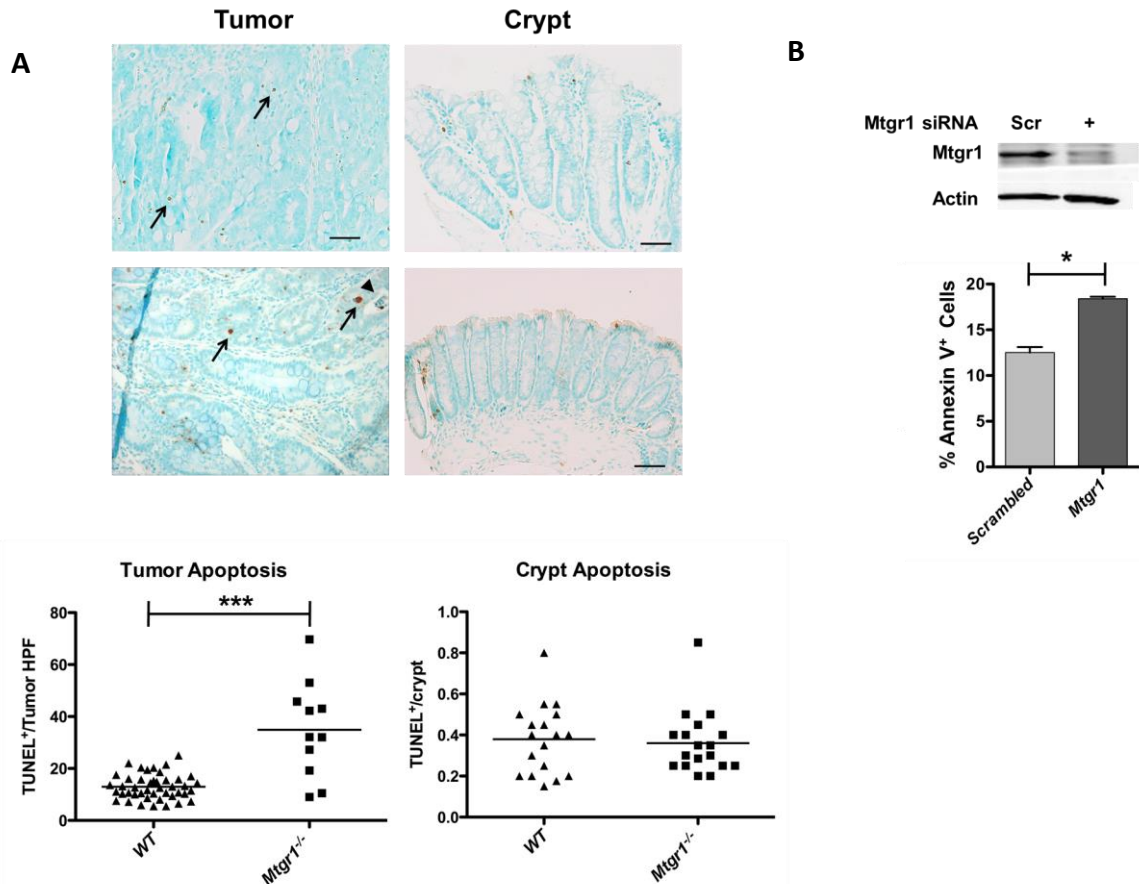 Tumor Crypt
A
B
Mtgr1 siRNA Scr +
Mtgr1
Actin
*
% Annexin V⁺ Cells
20
15
10
5
0
Scrambled
Mtgr1
Tumor Apoptosis
***
TUNEL⁺/Tumor HPF
80
60
40
20
0
WT
Mtgr1⁻/⁻
Crypt Apoptosis
TUNEL⁺/crypt
1.0
0.8
0.6
0.4
0.2
0.0
WT
Mtgr1⁻/⁻